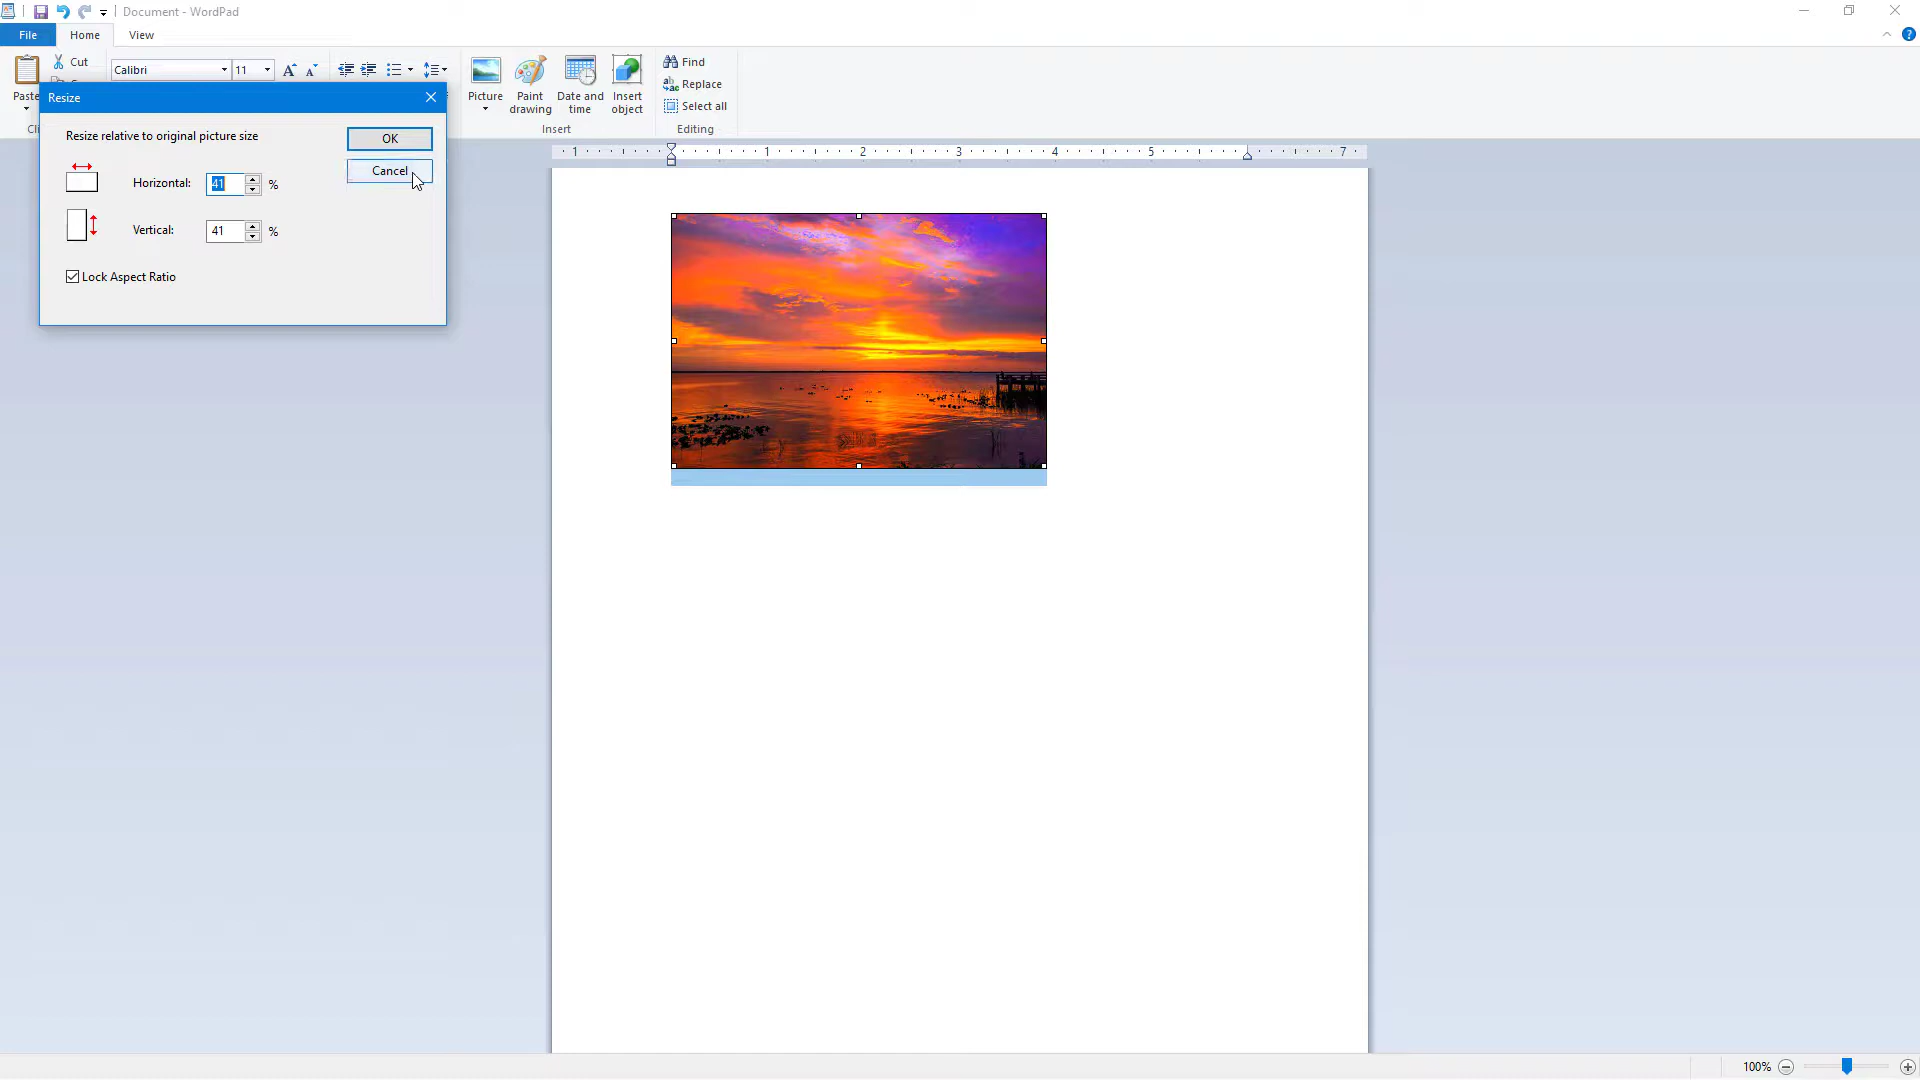 Document - WordPad
File Home View
Cut
Calibri 11
Paste
Picture Paint drawing Date and time Insert object
Insert
Find
Replace
Select all
Editing
Resize
Resize relative to original picture size
OK
Cancel
Horizontal: 41 %
Vertical: 41 %
Lock Aspect Ratio
1 1 2 3 4 5 7
100%